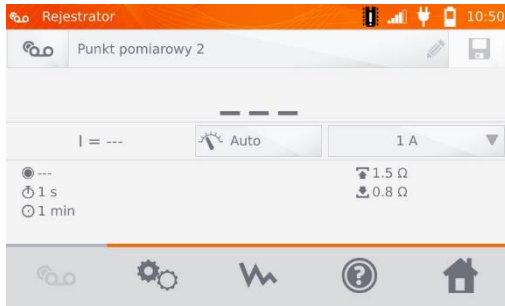 Rejestrator 10:50
Punkt pomiarowy 2
---
I = --- Auto 1 A
--- 1.5 Ω
1 s 0.8 Ω
1 min